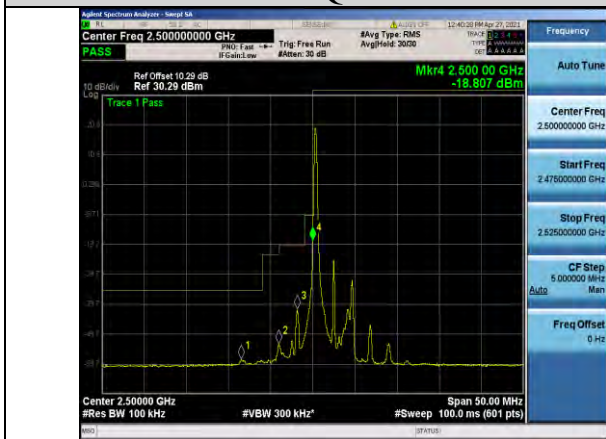 Agilent Spectrum Analyzer - Swept SA
RL
12:40:28 PM Apr 27, 2021
Center Freq 2.500000000 GHz
PASS
PNO: Fast
IFGain:Low
Trig: Free Run
#Atten: 30 dB
#Avg Type: RMS
Avg|Hold: 30/30
TRACE
TYPE
DET
Frequency
Ref Offset 10.29 dB
Mkr4 2.500 00 GHz
10 dB/div
Ref 30.29 dBm
-18.807 dBm
Log
Trace 1 Pass
1
2
3
4
Center 2.50000 GHz
Span 50.00 MHz
#Res BW 100 kHz
#VBW 300 kHz*
#Sweep 100.0 ms (601 pts)
MSG
STATUS
Auto Tune
Center Freq
2.500000000 GHz
Start Freq
2.475000000 GHz
Stop Freq
2.525000000 GHz
CF Step
5.000000 MHz
Auto Man
Freq Offset
0 Hz